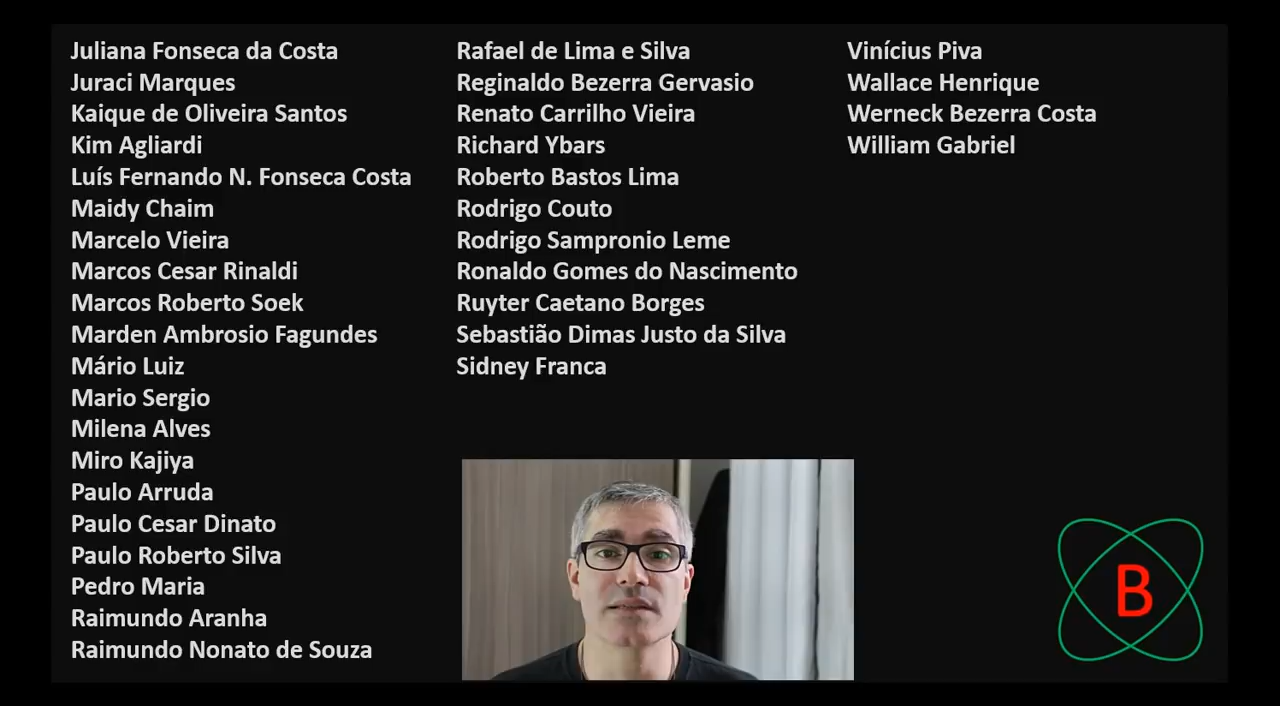 Juliana Fonseca da Costa
Juraci Marques
Kaique de Oliveira Santos
Kim Agliardi
Luís Fernando N. Fonseca Costa
Maidy Chaim
Marcelo Vieira
Marcos Cesar Rinaldi
Marcos Roberto Soek
Marden Ambrosio Fagundes
Mário Luiz
Mario Sergio
Milena Alves
Miro Kajiya
Paulo Arruda
Paulo Cesar Dinato
Paulo Roberto Silva
Pedro Maria
Raimundo Aranha
Raimundo Nonato de Souza
Rafael de Lima e Silva
Reginaldo Bezerra Gervasio
Renato Carrilho Vieira
Richard Ybars
Roberto Bastos Lima
Rodrigo Couto
Rodrigo Sampronio Leme
Ronaldo Gomes do Nascimento
Ruyter Caetano Borges
Sebastião Dimas Justo da Silva
Sidney Franca
Vinícius Piva
Wallace Henrique
Werneck Bezerra Costa
William Gabriel
B